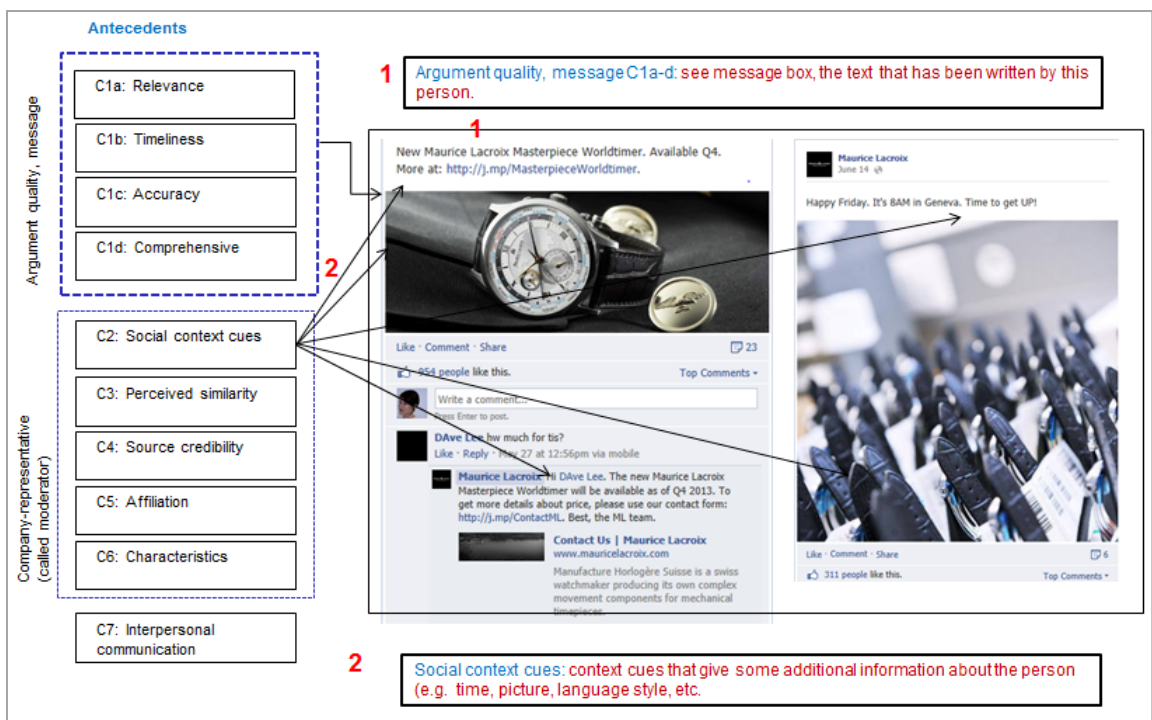 Antecedents
Argument quality, message
C1a: Relevance
C1b: Timeliness
C1c: Accuracy
C1d: Comprehensive
Company-representative
(called moderator)
C2: Social context cues
C3: Perceived similarity
C4: Source credibility
C5: Affiliation
C6: Characteristics
C7: Interpersonal
communication
1
Argument quality, message C1a-d: see message box, the text that has been written by this
person.
1
2
New Maurice Lacroix Masterpiece Worldtimer. Available Q4.
More at: http://j.mp/MasterpieceWorldtimer.
Like · Comment · Share
23
954 people like this.
Top Comments
Write a comment...
Press Enter to post.
DAve Lee hw much for tis?
Like · Reply · May 27 at 12:56pm via mobile
Maurice Lacroix Hi DAve Lee. The new Maurice Lacroix
Masterpiece Worldtimer will be available as of Q4 2013. To
get more details about price, please use our contact form:
http://j.mp/ContactML. Best, the ML team.
Contact Us | Maurice Lacroix
www.mauricelacroix.com
Manufacture Horlogère Suisse is a swiss
watchmaker producing its own complex
movement components for mechanical
timepieces.
Maurice Lacroix
June 14
Happy Friday. It's 8AM in Geneva. Time to get UP!
Like · Comment · Share
6
311 people like this.
Top Comments
2
Social context cues: context cues that give some additional information about the person
(e.g. time, picture, language style, etc.